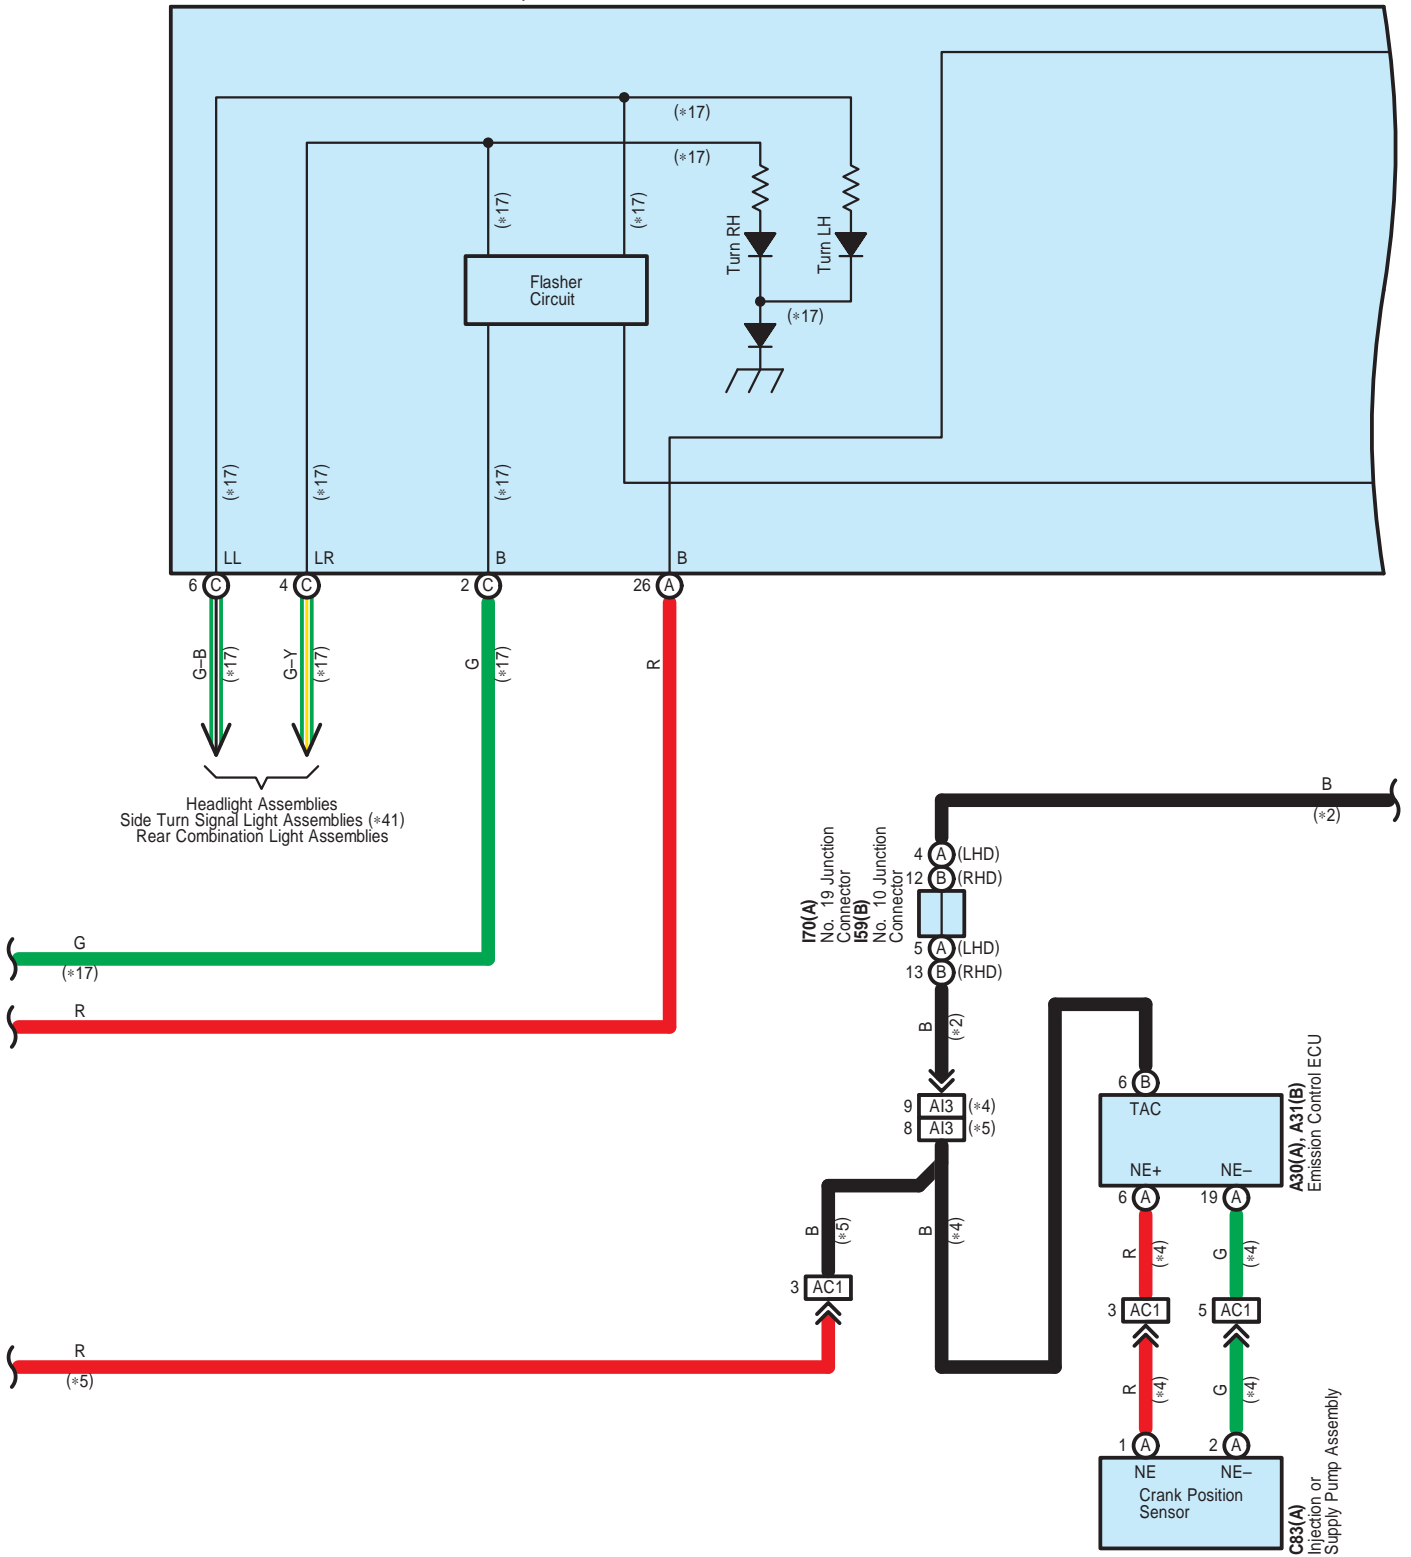 (∗17)
(∗17)
(∗17)
(∗17)
Turn RH
Turn LH
Flasher
Circuit
(∗17)
(∗17)
(∗17)
(∗17)
LL
LR
B
B
6 C
4 C
2 C
26 A
G–B
(∗17)
G–Y
(∗17)
G
(∗17)
R
Headlight Assemblies
Side Turn Signal Light Assemblies (∗41)
Rear Combination Light Assemblies
B
(∗2)
I70(A)
No. 19 Junction
Connector
I59(B)
No. 10 Junction
Connector
4 A (LHD)
12 B (RHD)
5 A (LHD)
13 B (RHD)
G
(∗17)
R
B
(∗2)
9 AI3 (∗4)
8 AI3 (∗5)
6 B
TAC
NE+
NE–
A30(A), A31(B)
Emission Control ECU
6 A
19 A
B
(∗5)
B
(∗4)
R
(∗4)
G
(∗4)
3 AC1
3 AC1
5 AC1
R
(∗5)
R
(∗4)
G
(∗4)
1 A
2 A
NE
NE–
Crank Position
Sensor
C83(A)
Injection or
Supply Pump Assembly